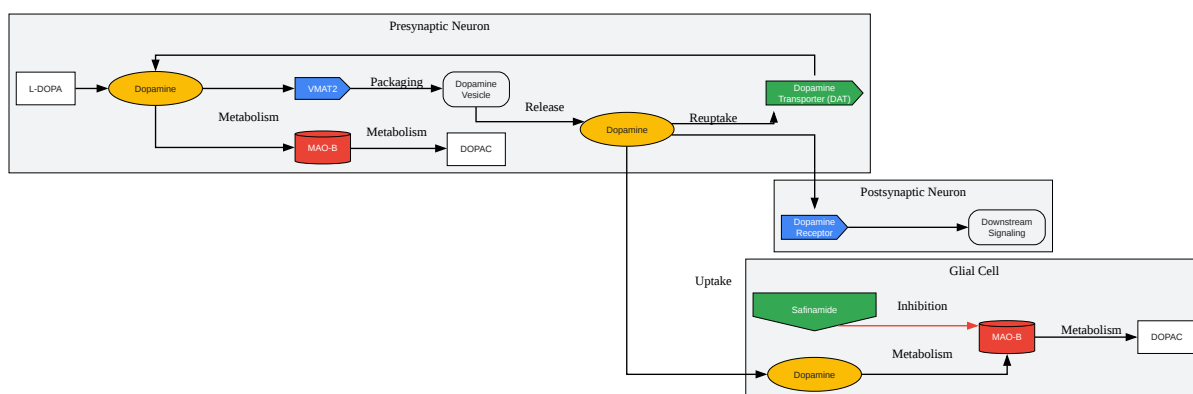 Presynaptic Neuron
L-DOPA
Dopamine
VMAT2
Packaging
Dopamine
Vesicle
Dopamine
Transporter (DAT)
Release
Reuptake
Dopamine
Metabolism
MAO-B
Metabolism
DOPAC
Postsynaptic Neuron
Dopamine
Receptor
Downstream
Signaling
Uptake
Glial Cell
Safinamide
Inhibition
MAO-B
Metabolism
DOPAC
Dopamine
Metabolism